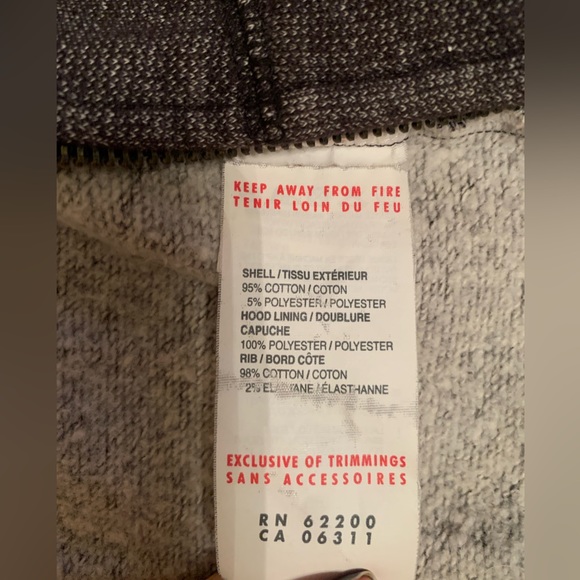 KEEP AWAY FROM FIRE
TENIR LOIN DU FEU
SHELL / TISSU EXTÉRIEUR
95% COTTON / COTON
5% POLYESTER / POLYESTER
HOOD LINING / DOUBLURE
CAPUCHE
100% POLYESTER / POLYESTER
RIB / BORD CÔTE
98% COTTON / COTON
2% / ÉLASTHANNE
EXCLUSIVE OF TRIMMINGS
SANS ACCESSOIRES
RN 62200
CA 06311